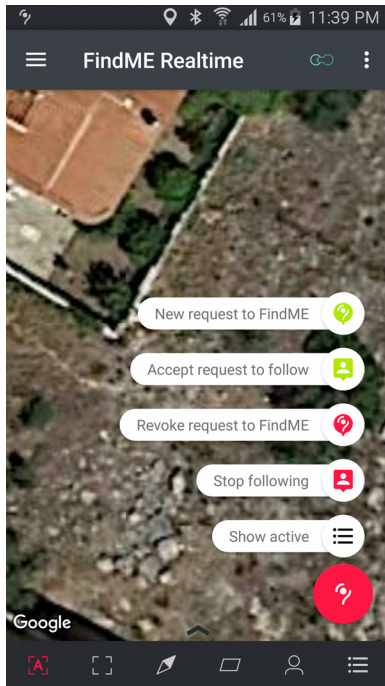 61% 11:39 PM
FindME Realtime
New request to FindME
Accept request to follow
Revoke request to FindME
Stop following
Show active
Google
[A]